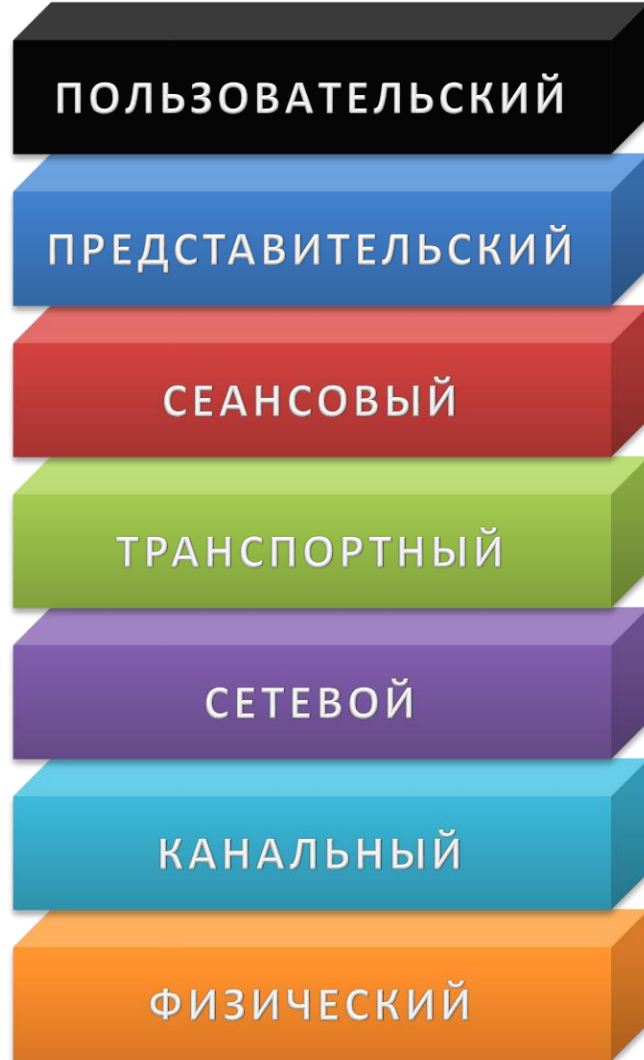 ПОЛЬЗОВАТЕЛЬСКИЙ
ПРЕДСТАВИТЕЛЬСКИЙ
СЕАНСОВЫЙ
ТРАНСПОРТНЫЙ
СЕТЕВОЙ
КАНАЛЬНЫЙ
ФИЗИЧЕСКИЙ